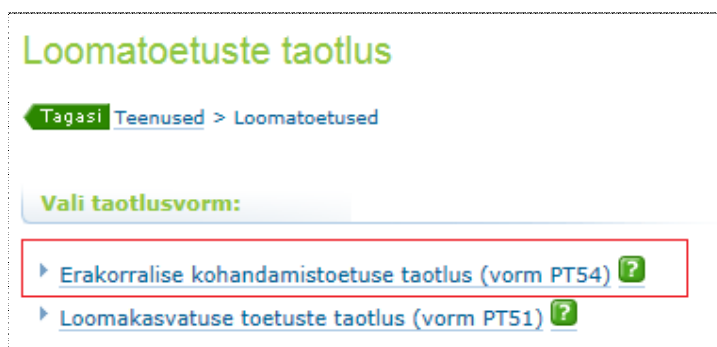 Loomatoetuste taotlus
Tagasi Teenused > Loomatoetused
Vali taotlusvorm:
Erakorralise kohandamistoetuse taotlus (vorm PT54) ?
Loomakasvatuse toetuste taotlus (vorm PT51) ?